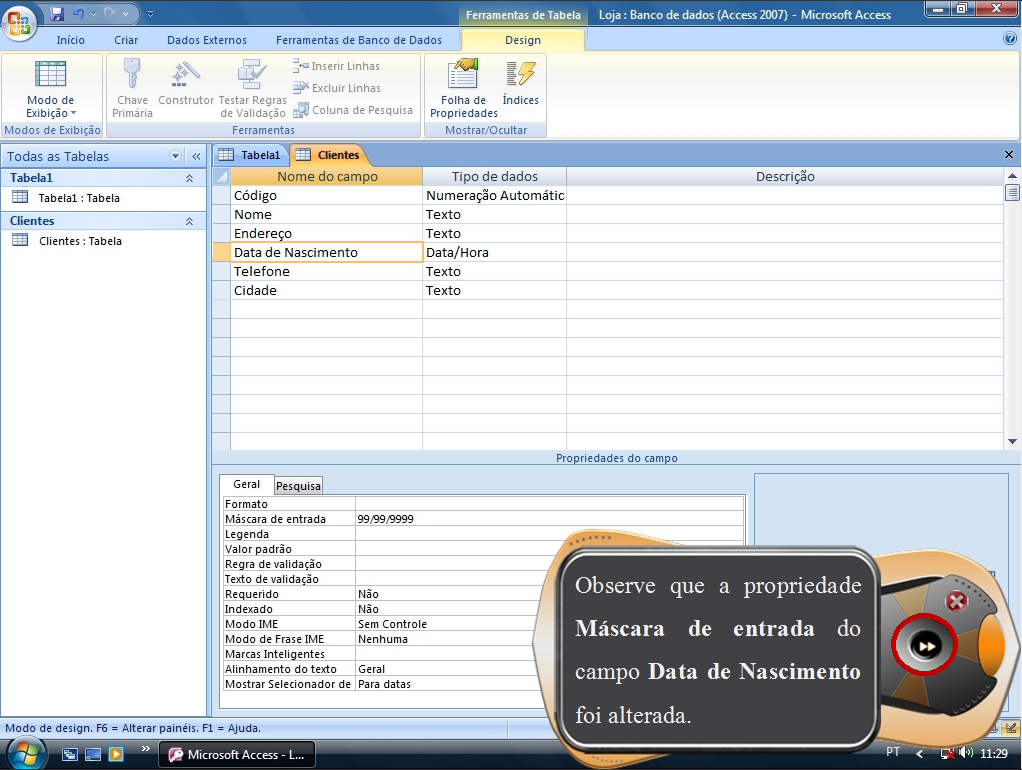 Ferramentas de Tabela
Loja : Banco de dados (Access 2007) - Microsoft Access
Início
Criar
Dados Externos
Ferramentas de Banco de Dados
Design
Modo de
Exibição
Modos de Exibição
Chave
Primária
Construtor
Testar Regras
de Validação
Inserir Linhas
Excluir Linhas
Coluna de Pesquisa
Ferramentas
Folha de
Propriedades
Índices
Mostrar/Ocultar
Todas as Tabelas
Tabela1
Tabela1 : Tabela
Clientes
Clientes : Tabela
Tabela1
Clientes
Nome do campo Tipo de dados Descrição
Código Numeração Automátic
Nome Texto
Endereço Texto
Data de Nascimento Data/Hora
Telefone Texto
Cidade Texto
Propriedades do campo
Geral
Pesquisa
Formato
Máscara de entrada 99/99/9999
Legenda
Valor padrão
Regra de validação
Texto de validação
Requerido Não
Indexado Não
Modo IME Sem Controle
Modo de Frase IME Nenhuma
Marcas Inteligentes
Alinhamento do texto Geral
Mostrar Selecionador de Para datas
Observe que a propriedade
Máscara de entrada do
campo Data de Nascimento
foi alterada.
Modo de design. F6 = Alterar painéis. F1 = Ajuda.
Microsoft Access - L...
PT
11:29